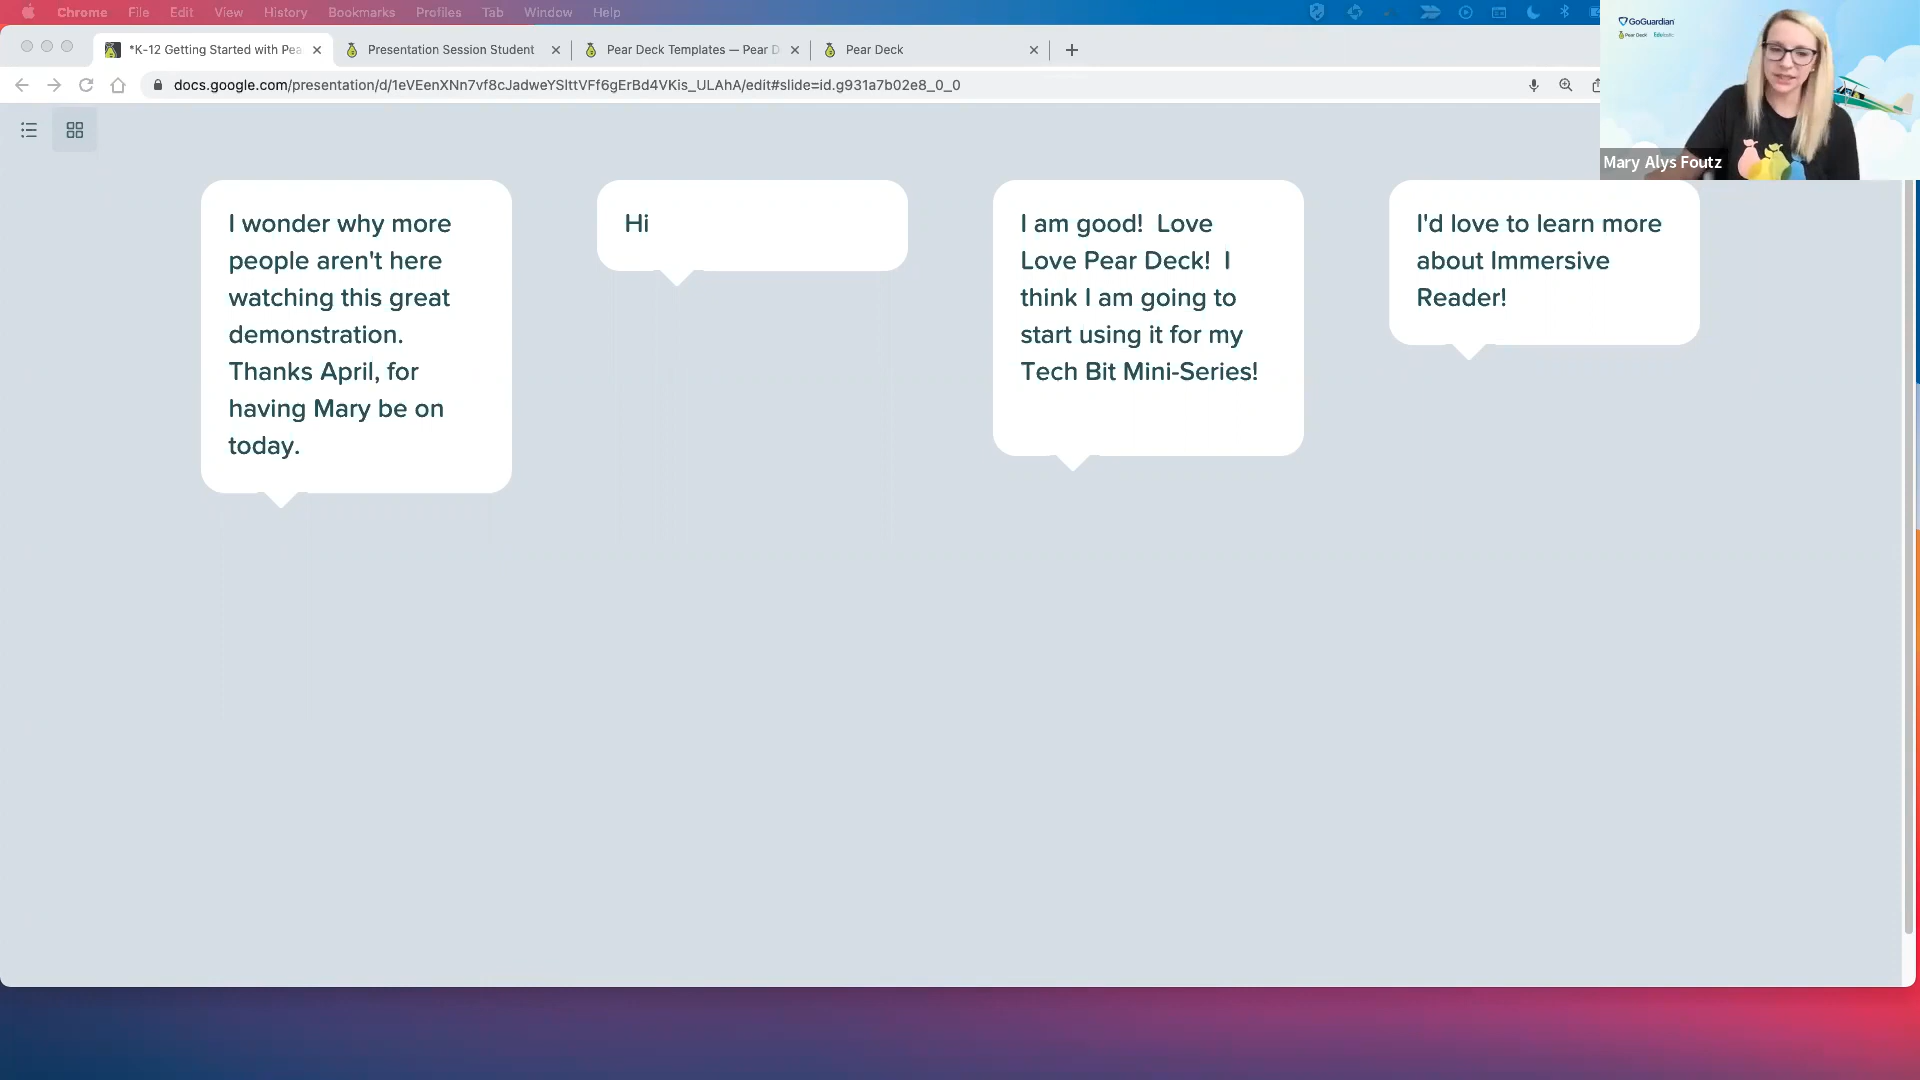 Chrome File Edit View History Bookmarks Profiles Tab Window Help
*K-12 Getting Started with Pea
Presentation Session Student
Pear Deck Templates — Pear D
Pear Deck
docs.google.com/presentation/d/1eVEenXNn7vf8cJadweYSlttVFf6gErBd4VKis_ULAhA/edit#slide=id.g931a7b02e8_0_0
GoGuardian
Pear Deck Edulastic
Mary Alys Foutz
I wonder why more
people aren't here
watching this great
demonstration.
Thanks April, for
having Mary be on
today.
Hi
I am good! Love
Love Pear Deck! I
think I am going to
start using it for my
Tech Bit Mini-Series!
I'd love to learn more
about Immersive
Reader!